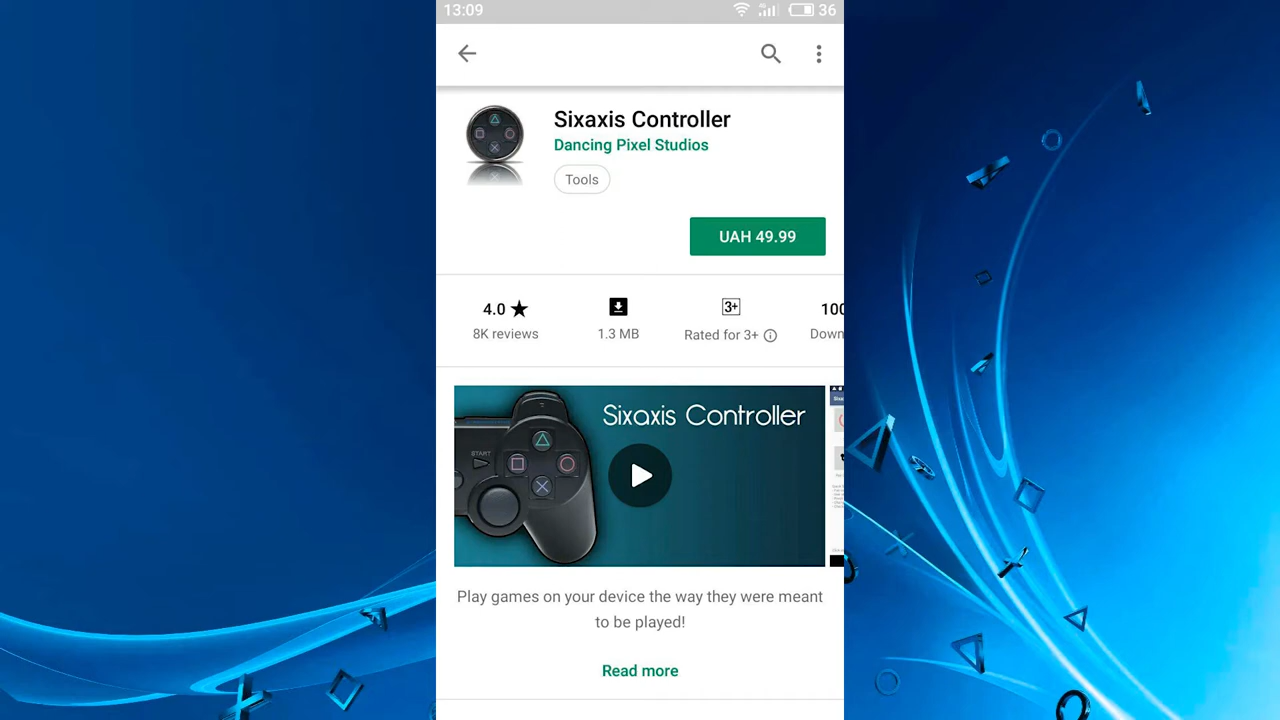 13:09
36
Sixaxis Controller
Dancing Pixel Studios
Tools
UAH 49.99
4.0
8K reviews
1.3 MB
3+
Rated for 3+
100
Down
Sixaxis Controller
START
Play games on your device the way they were meant
to be played!
Read more